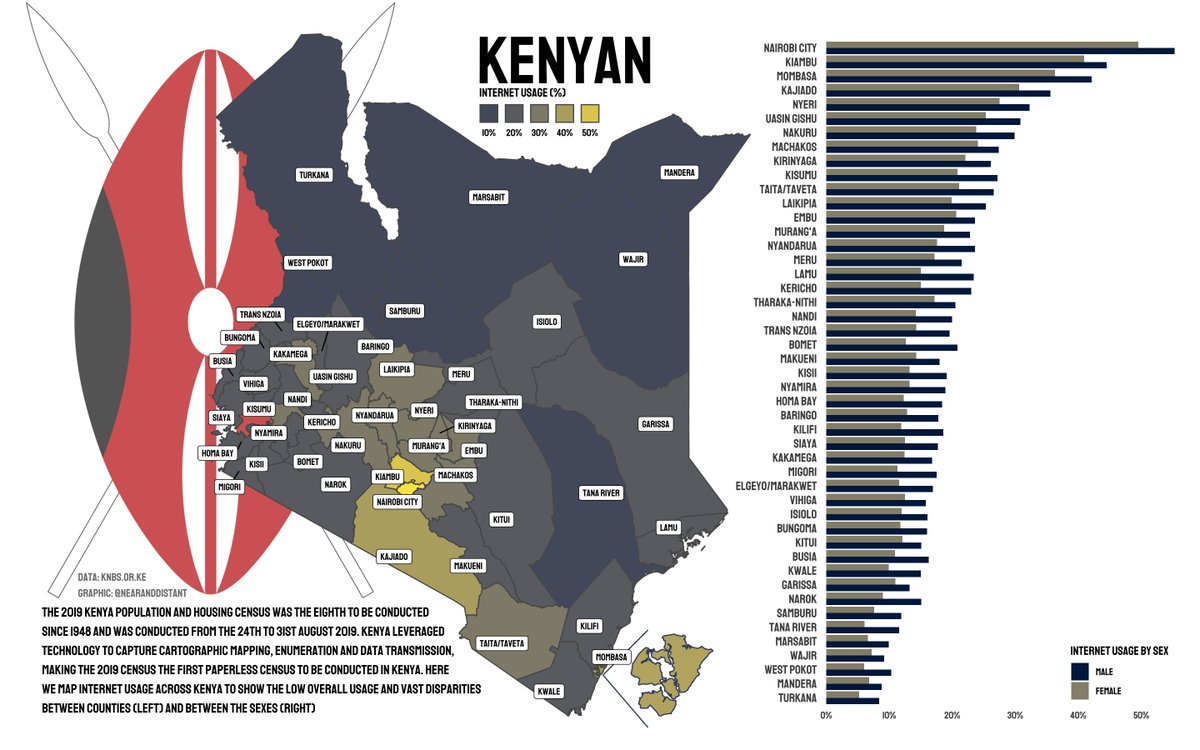 KENYAN
INTERNET USAGE (%)
10% 20% 30% 40% 50%
TURKANA
MARSABIT
MANDERA
WEST POKOT
WAJIR
SAMBURU
ISIOLO
TRANS NZOIA
ELGEYO/MARAKWET
BUNGOMA
BARINGO
KAKAMEGA
BUSIA
LAIKIPIA
MERU
UASIN GISHU
VIHIGA
NANDI
THARAKA-NITHI
KISUMU
NYERI
NYANDARUA
SIAYA
KERICHO
KIRINYAGA
GARISSA
NYAMIRA
NAKURU
MURANG'A
HOMA BAY
EMBU
KISII
BOMET
KIAMBU
MACHAKOS
MIGORI
NAROK
TANA RIVER
NAIROBI CITY
KITUI
LAMU
KAJIADO
MAKUENI
KILIFI
TAITA/TAVETA
MOMBASA
KWALE
DATA: KNBS.OR.KE
GRAPHIC: @NEARANDDISTANT
THE 2019 KENYA POPULATION AND HOUSING CENSUS WAS THE EIGHTH TO BE CONDUCTED
SINCE 1948 AND WAS CONDUCTED FROM THE 24TH TO 31ST AUGUST 2019. KENYA LEVERAGED
TECHNOLOGY TO CAPTURE CARTOGRAPHIC MAPPING, ENUMERATION AND DATA TRANSMISSION,
MAKING THE 2019 CENSUS THE FIRST PAPERLESS CENSUS TO BE CONDUCTED IN KENYA. HERE
WE MAP INTERNET USAGE ACROSS KENYA TO SHOW THE LOW OVERALL USAGE AND VAST DISPARITIES
BETWEEN COUNTIES (LEFT) AND BETWEEN THE SEXES (RIGHT)
NAIROBI CITY
KIAMBU
MOMBASA
KAJIADO
NYERI
UASIN GISHU
NAKURU
MACHAKOS
KIRINYAGA
KISUMU
TAITA/TAVETA
LAIKIPIA
EMBU
MURANG'A
NYANDARUA
MERU
LAMU
KERICHO
THARAKA-NITHI
NANDI
TRANS NZOIA
BOMET
MAKUENI
KISII
NYAMIRA
HOMA BAY
BARINGO
KILIFI
SIAYA
KAKAMEGA
MIGORI
ELGEYO/MARAKWET
VIHIGA
ISIOLO
BUNGOMA
KITUI
BUSIA
KWALE
GARISSA
NAROK
SAMBURU
TANA RIVER
MARSABIT
WAJIR
WEST POKOT
MANDERA
TURKANA
0% 10% 20% 30% 40% 50%
INTERNET USAGE BY SEX
MALE
FEMALE